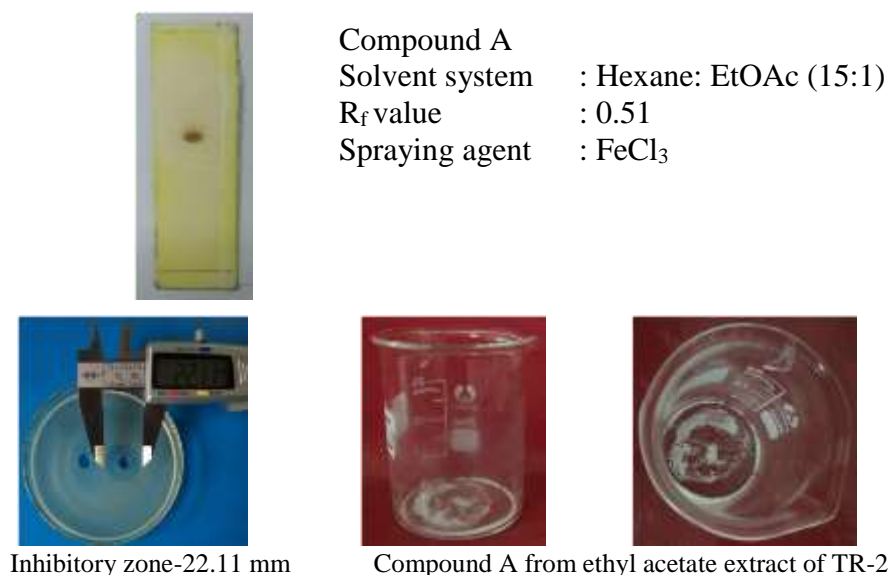 Compound A
Solvent system : Hexane: EtOAc (15:1)
Rf value : 0.51
Spraying agent : FeCl3
Inhibitory zone-22.11 mm
Compound A from ethyl acetate extract of TR-2